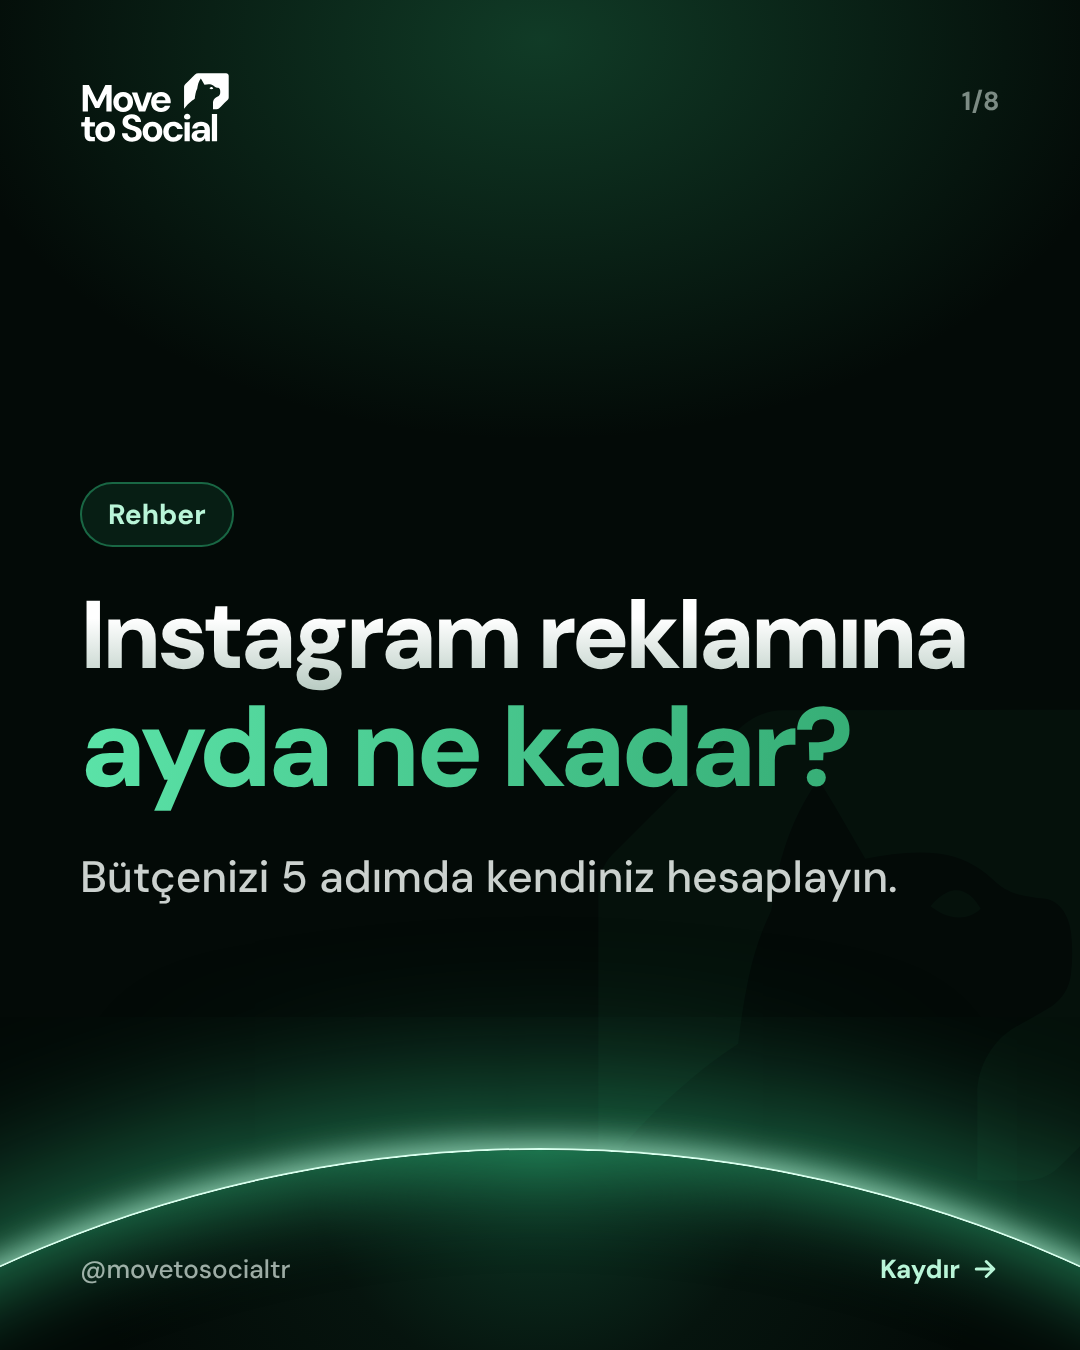 Move
to Social
1/8
Rehber
Instagram reklamına
ayda ne kadar?
Bütçenizi 5 adımda kendiniz hesaplayın.
@movetosocialtr
Kaydır →